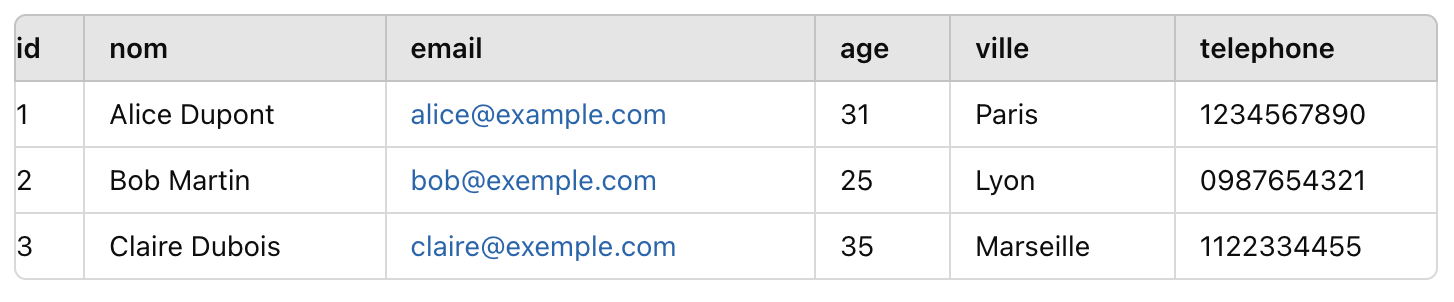 id nom email age ville telephone
1 Alice Dupont alice@example.com 31 Paris 1234567890
2 Bob Martin bob@exemple.com 25 Lyon 0987654321
3 Claire Dubois claire@exemple.com 35 Marseille 1122334455